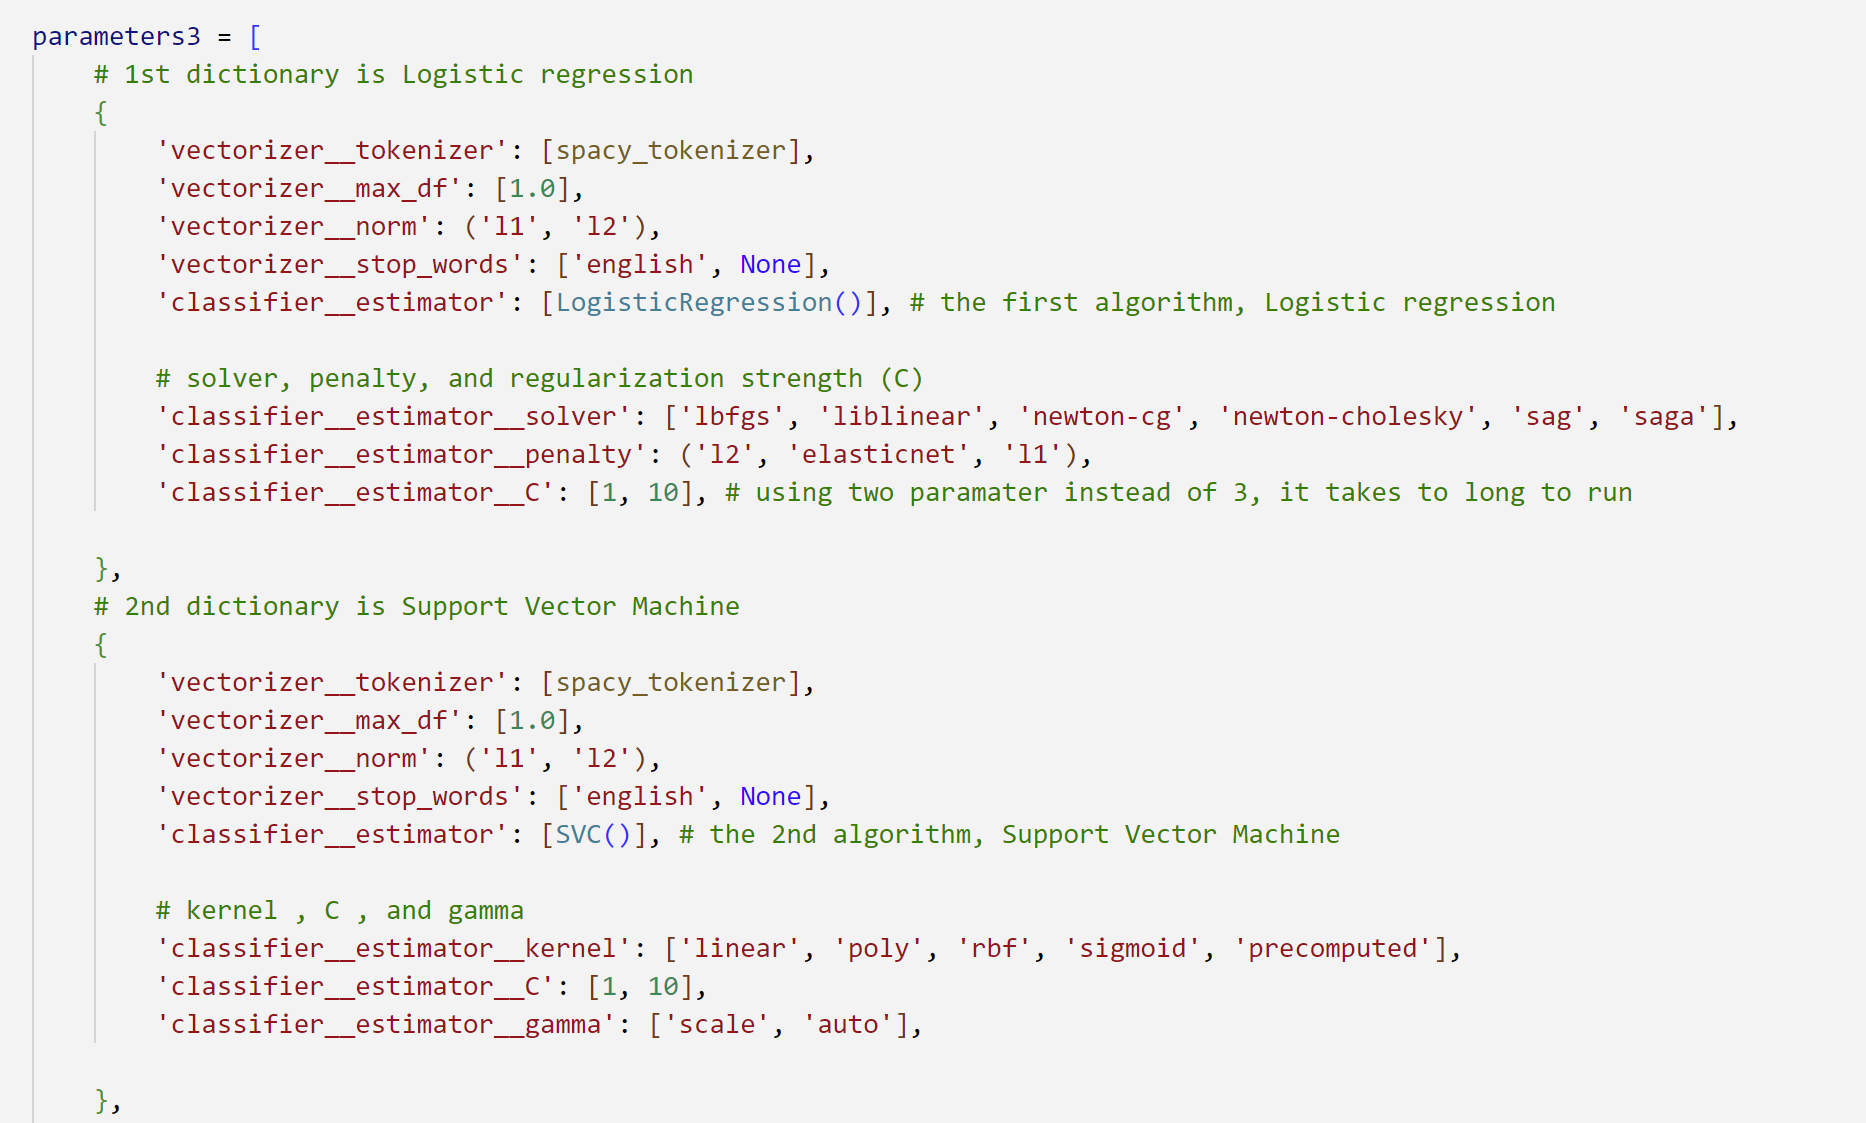 parameters3 = [
# 1st dictionary is Logistic regression
{
'vectorizer__tokenizer': [spacy_tokenizer],
'vectorizer__max_df': [1.0],
'vectorizer__norm': ('l1', 'l2'),
'vectorizer__stop_words': ['english', None],
'classifier__estimator': [LogisticRegression()], # the first algorithm, Logistic regression
# solver, penalty, and regularization strength (C)
'classifier__estimator__solver': ['lbfgs', 'liblinear', 'newton-cg', 'newton-cholesky', 'sag', 'saga'],
'classifier__estimator__penalty': ('l2', 'elasticnet', 'l1'),
'classifier__estimator__C': [1, 10], # using two paramater instead of 3, it takes to long to run
},
# 2nd dictionary is Support Vector Machine
{
'vectorizer__tokenizer': [spacy_tokenizer],
'vectorizer__max_df': [1.0],
'vectorizer__norm': ('l1', 'l2'),
'vectorizer__stop_words': ['english', None],
'classifier__estimator': [SVC()], # the 2nd algorithm, Support Vector Machine
# kernel , C , and gamma
'classifier__estimator__kernel': ['linear', 'poly', 'rbf', 'sigmoid', 'precomputed'],
'classifier__estimator__C': [1, 10],
'classifier__estimator__gamma': ['scale', 'auto'],
},